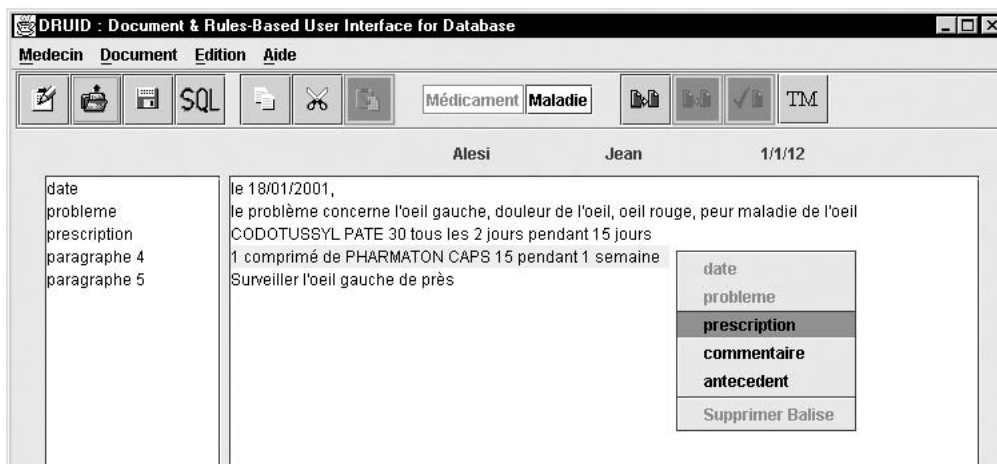 DRUID : Document & Rules-Based User Interface for Database
Medecin Document Edition Aide
SQL Médicament Maladie TM
Alesi Jean 1/1/12
date
probleme
prescription
paragraphe 4
paragraphe 5
le 18/01/2001,
le problème concerne l'oeil gauche, douleur de l'oeil, oeil rouge, peur maladie de l'oeil
CODOTUSSYL PATE 30 tous les 2 jours pendant 15 jours
1 comprimé de PHARMATON CAPS 15 pendant 1 semaine
Surveiller l'oeil gauche de près
date
probleme
prescription
commentaire
antecedent
Supprimer Balise